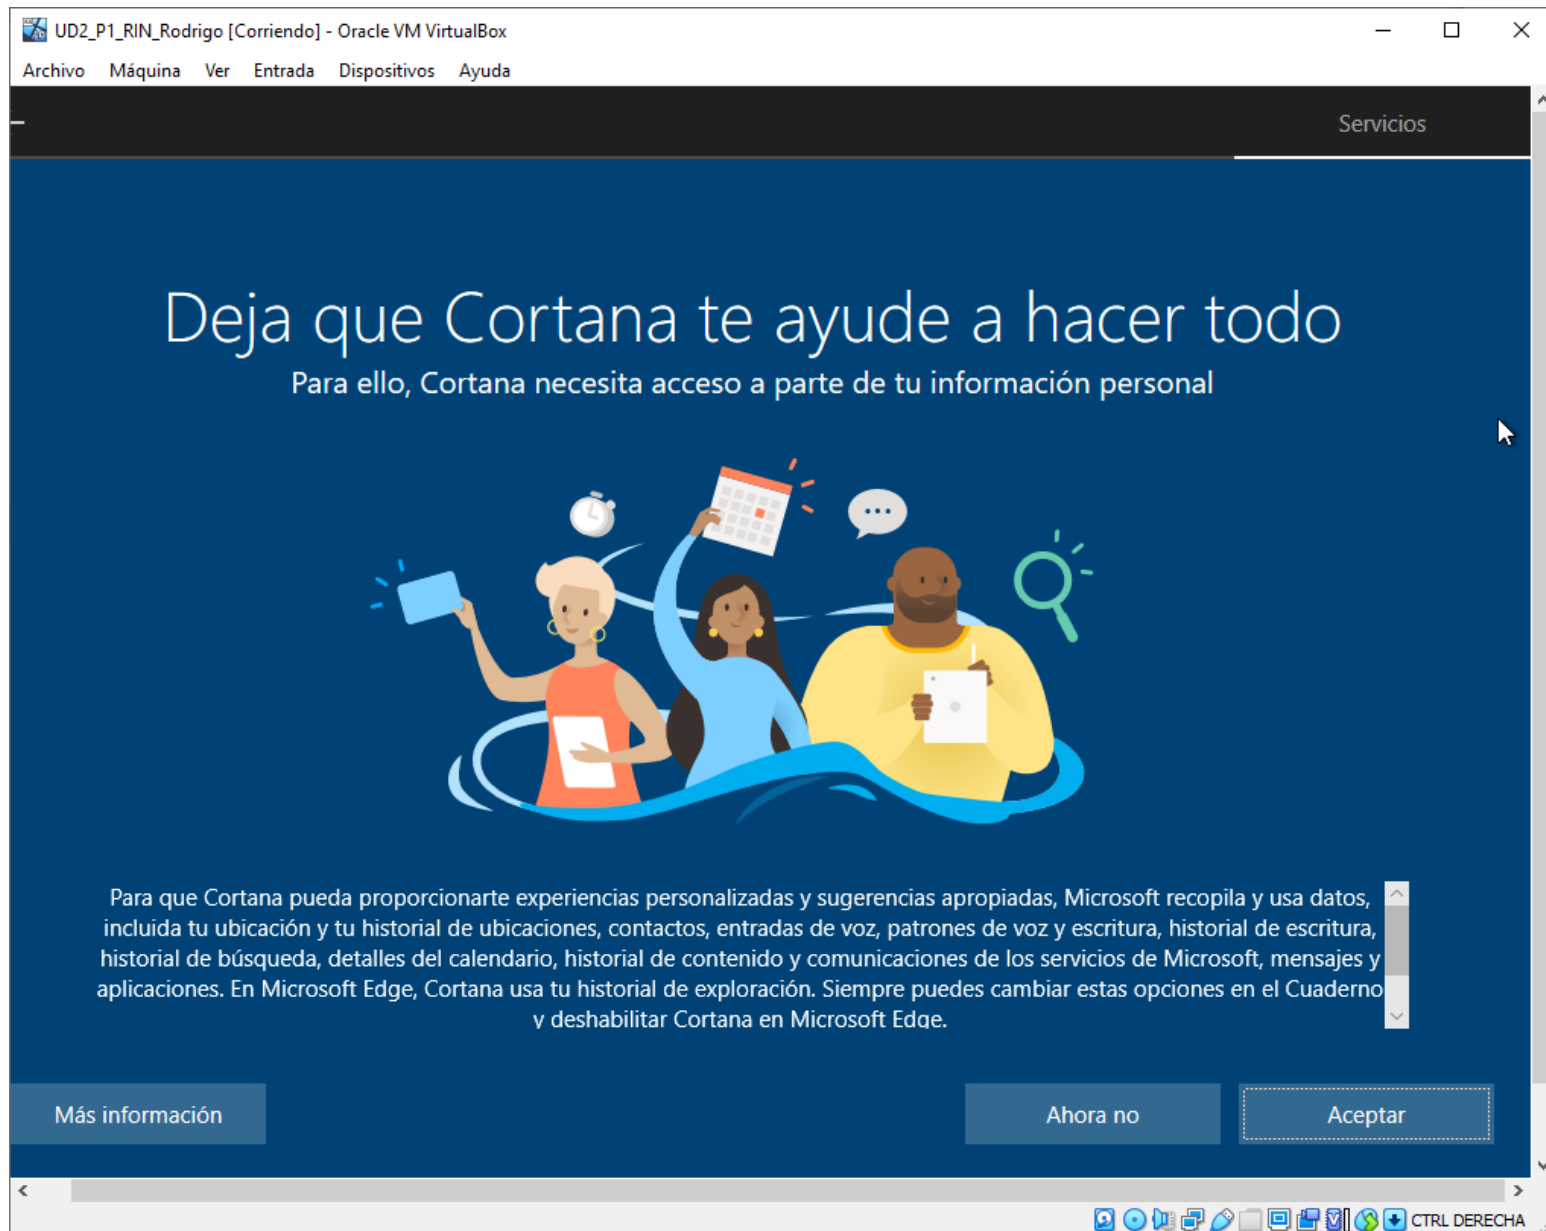 UD2_P1_RIN_Rodrigo [Corriendo] - Oracle VM VirtualBox
Archivo Máquina Ver Entrada Dispositivos Ayuda
Servicios
Deja que Cortana te ayude a hacer todo
Para ello, Cortana necesita acceso a parte de tu información personal
Para que Cortana pueda proporcionarte experiencias personalizadas y sugerencias apropiadas, Microsoft recopila y usa datos,
incluida tu ubicación y tu historial de ubicaciones, contactos, entradas de voz, patrones de voz y escritura, historial de escritura,
historial de búsqueda, detalles del calendario, historial de contenido y comunicaciones de los servicios de Microsoft, mensajes y
aplicaciones. En Microsoft Edge, Cortana usa tu historial de exploración. Siempre puedes cambiar estas opciones en el Cuaderno
y deshabilitar Cortana en Microsoft Edge.
Más información Ahora no Aceptar
CTRL DERECHA